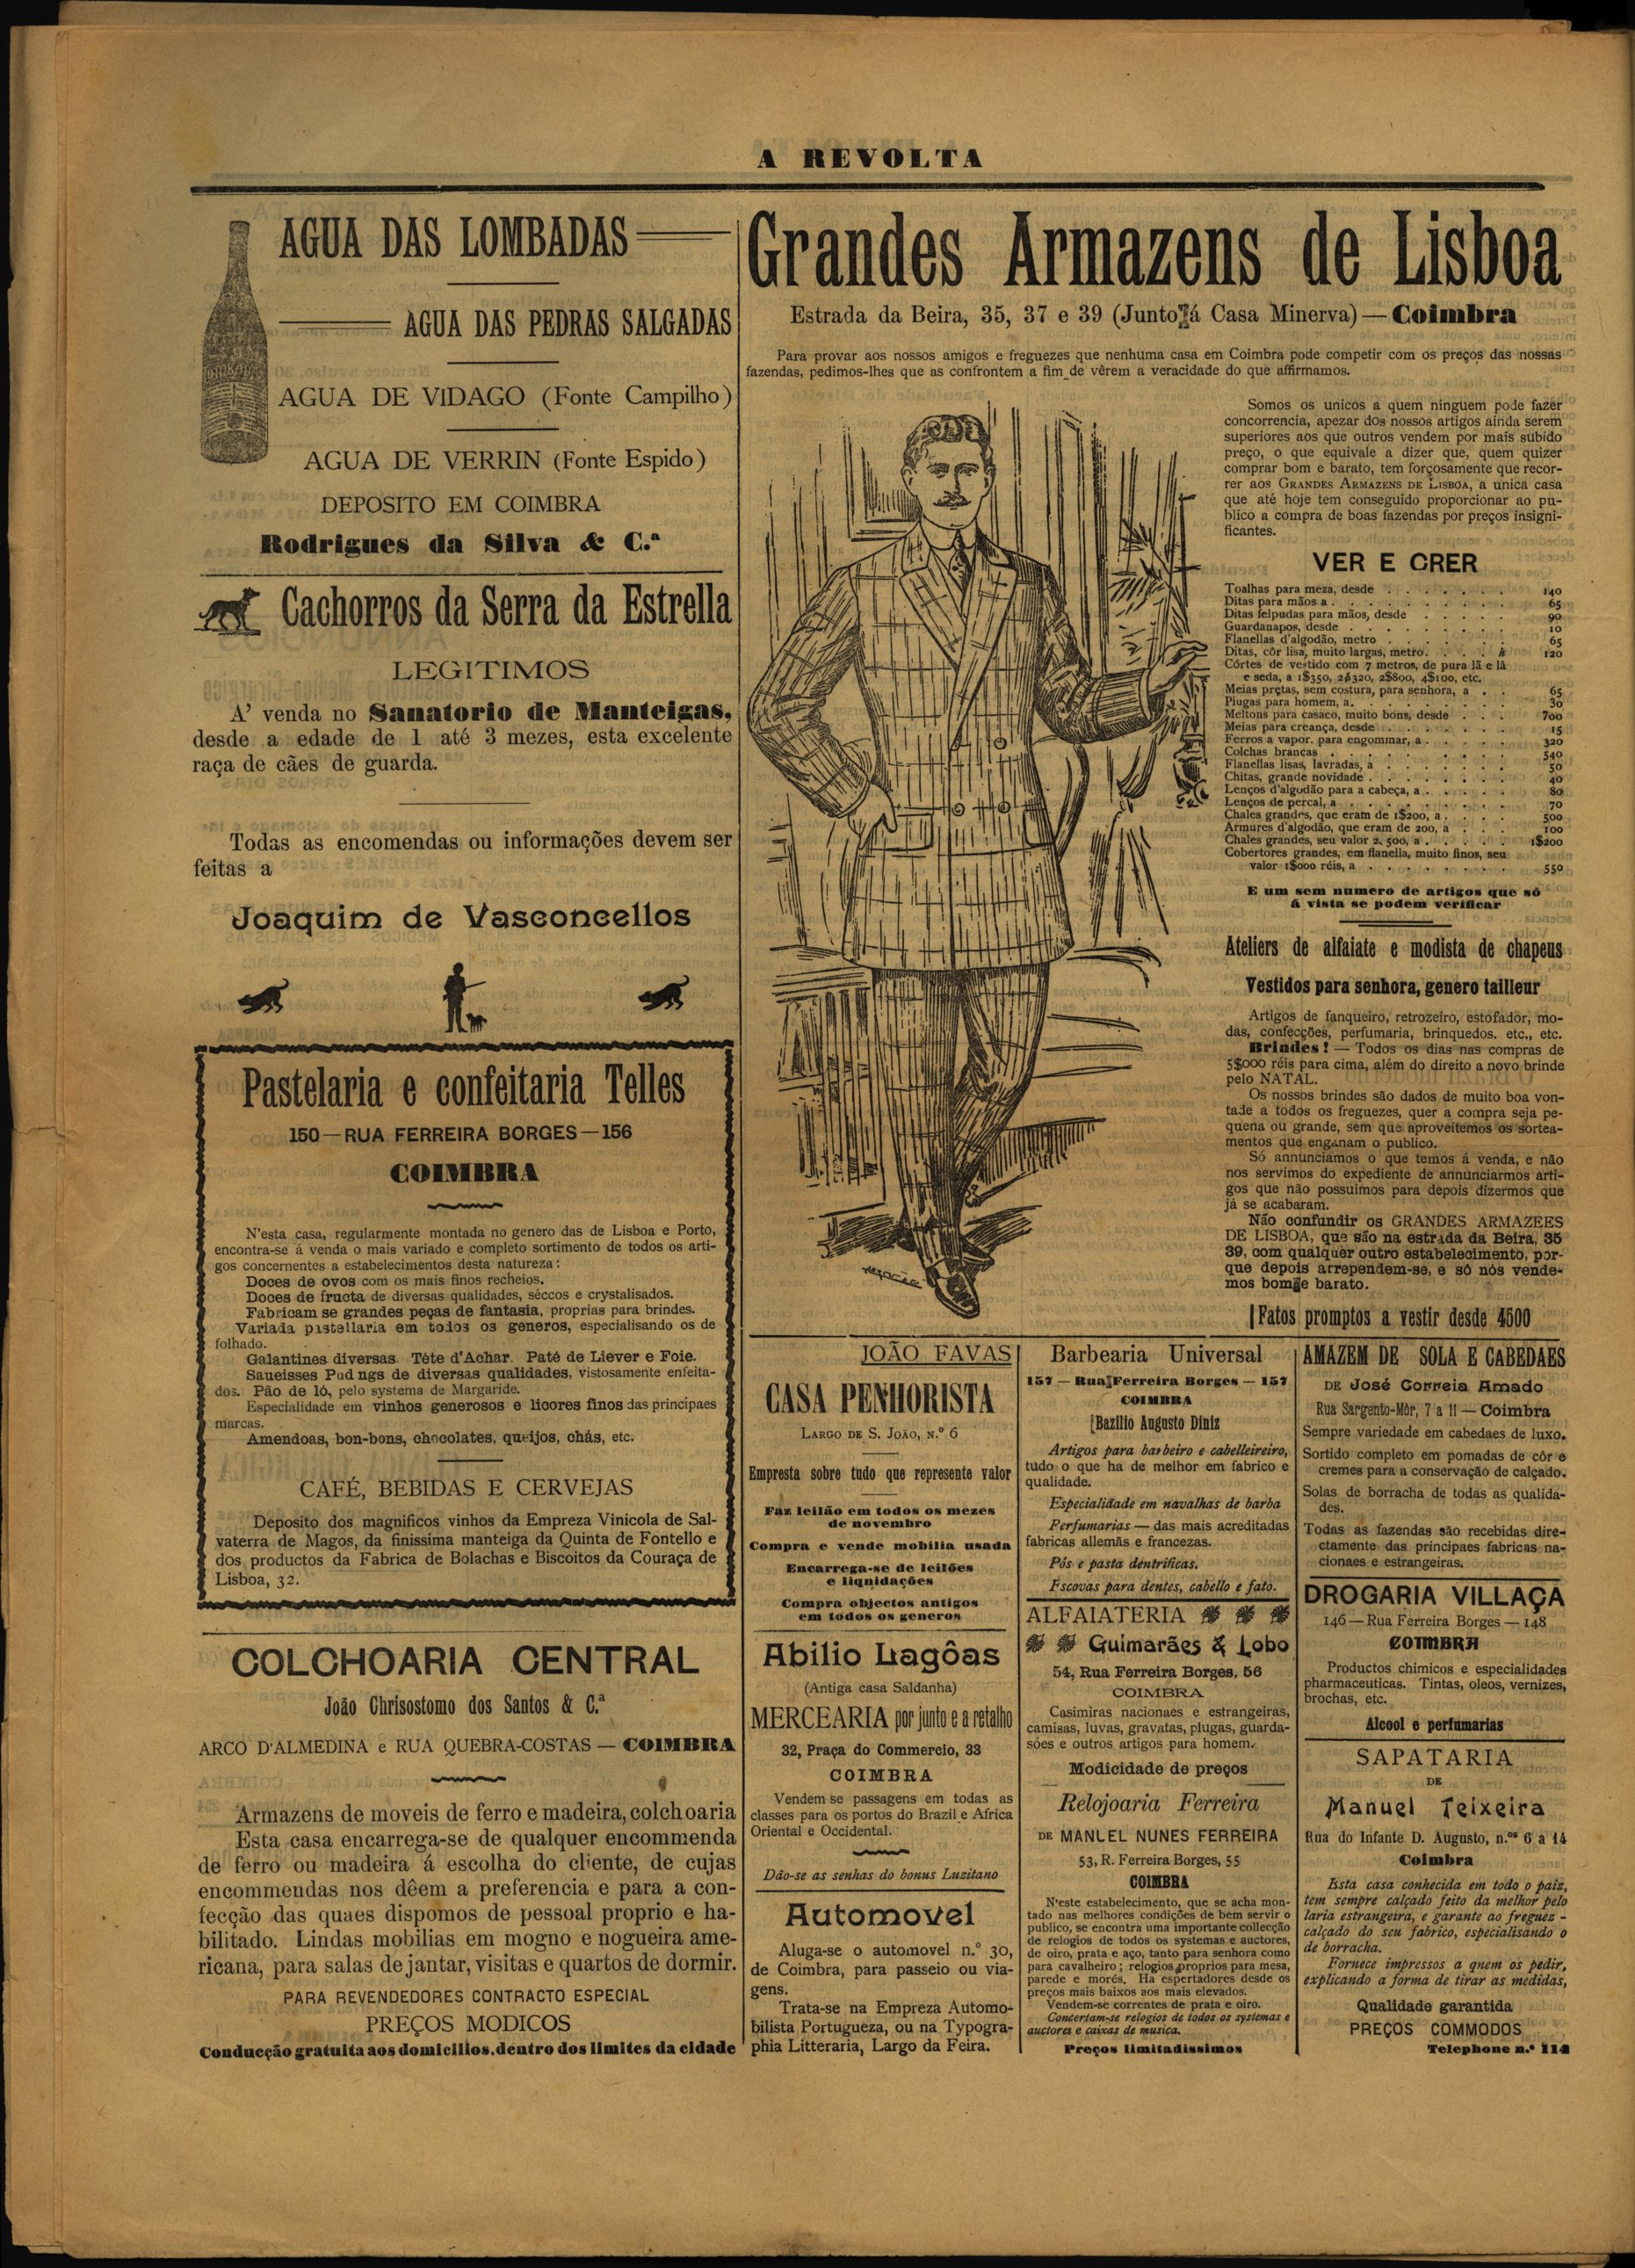 A REVOLTA
AGUA DAS LOMBADAS
AGUA DAS PEDRAS SALGADAS
AGUA DE VIDAGO (Fonte Campilho)
AGUA DE VERRIN (Fonte Espido)
DEPOSITO EM COIMBRA
Rodrigues da Silva & C.ª
Cachorros da Serra da Estrella
LEGITIMOS
A' venda no Sanatorio de Manteigas,
desde a edade de 1 até 3 mezes, esta excelente
raça de cães de guarda.
Todas as encomendas ou informações devem ser
feitas a
Joaquim de Vasconcellos
Pastelaria e confeitaria Telles
150—RUA FERREIRA BORGES—156
COIMBRA
N'esta casa, regularmente montada no genero das de Lisboa e Porto,
encontra-se á venda o mais variado e completo sortimento de todos os arti-
gos concernentes a estabelecimentos desta natureza:
Doces de ovos com os mais finos recheios.
Doces de fructa de diversas qualidades, séccos e crystalisados.
Fabricam se grandes peças de fantasia, proprias para brindes.
Variada pastellaria em todos os generos, especialisando os de
folhado.
Galantines diversas. Tête d'Achar. Paté de Liever e Foie.
Saueisses Pud ngs de diversas qualidades, vistosamente enfeita-
dos. Pão de ló, pelo systema de Margaride.
Especialidade em vinhos generosos e licores finos das principaes
marcas.
Amendoas, bon-bons, chocolates, queijos, chás, etc.
CAFÉ, BEBIDAS E CERVEJAS
Deposito dos magnificos vinhos da Empreza Vinicola de Sal-
vaterra de Magos, da finissima manteiga da Quinta de Fontello e
dos productos da Fabrica de Bolachas e Biscoitos da Couraça de
Lisboa, 32.
COLCHOARIA CENTRAL
João Chrisostomo dos Santos & C.ª
ARCO D'ALMEDINA e RUA QUEBRA-COSTAS — COIMBRA
Armazens de moveis de ferro e madeira, colchoaria
Esta casa encarrega-se de qualquer encommenda
de ferro ou madeira á escolha do cliente, de cujas
encommendas nos dêem a preferencia e para a con-
fecção das quaes dispomos de pessoal proprio e ha-
bilitado. Lindas mobilias em mogno e nogueira ame-
ricana, para salas de jantar, visitas e quartos de dormir.
PARA REVENDEDORES CONTRACTO ESPECIAL
PREÇOS MODICOS
Conducção gratuita aos domicilios, dentro dos limites da cidade
Grandes Armazens de Lisboa
Estrada da Beira, 35, 37 e 39 (Junto á Casa Minerva) — Coimbra
Para provar aos nossos amigos e freguezes que nenhuma casa em Coimbra pode competir com os preços das nossas
fazendas, pedimos-lhes que as confrontem a fim de vêrem a veracidade do que affirmamos.
Somos os unicos a quem ninguem pode fazer
concorrencia, apezar dos nossos artigos ainda serem
superiores aos que outros vendem por mais subido
preço, o que equivale a dizer que, quem quizer
comprar bom e barato, tem forçosamente que recor-
rer aos GRANDES ARMAZENS DE LISBOA, a unica casa
que até hoje tem conseguido proporcionar ao pu-
blico a compra de boas fazendas por preços insigni-
ficantes.
VER E CRER
Toalhas para meza, desde . . . . . . . 140
Ditas para mãos a . . . . . . . . . . 65
Ditas felpudas para mãos, desde . . . . . 90
Guardanapos, desde . . . . . . . . . 10
Flanellas d'algodão, metro . . . . . . . 65
Ditas, côr lisa, muito largas, metro. . . . . 120
Córtes de vestido com 7 metros, de pura lã e lã
e seda, a 1$350, 2$320, 2$800, 4$100, etc.
Meias pretas, sem costura, para senhora, a . . 65
Piugas para homem, a. . . . . . . . . 30
Meltons para casaco, muito bons, desde . . . 700
Meias para creança, desde . . . . . . . 15
Ferros a vapor, para engommar, a . . . . . 320
Colchas brancas . . . . . . . . . . 540
Flanellas lisas, lavradas, a . . . . . . . 50
Chitas, grande novidade . . . . . . . . 40
Lenços d'algodão para a cabeça, a . . . . . 80
Lenços de percal, a . . . . . . . . . 70
Chales grandes, que eram de 1$200, a . . . . 500
Armures d'algodão, que eram de 200, a . . . 100
Chales grandes, seu valor 2$500, a . . . . . 1$200
Cobertores grandes, em flanella, muito finos, seu
valor 1$000 réis, a . . . . . . . . 550
E um sem numero de artigos que só
á vista se podem verificar
Ateliers de alfaiate e modista de chapeus
Vestidos para senhora, genero tailleur
Artigos de fanqueiro, retrozeiro, estofador, mo-
das, confecções, perfumaria, brinquedos. etc., etc.
Brindes! — Todos os dias nas compras de
5$000 réis para cima, além do direito a novo brinde
pelo NATAL.
Os nossos brindes são dados de muito boa von-
tade a todos os freguezes, quer a compra seja pe-
quena ou grande, sem que aproveitemos os sortea-
mentos que enganam o publico.
Só annunciamos o que temos á venda, e não
nos servimos do expediente de annunciarmos arti-
gos que não possuimos para depois dizermos que
já se acabaram.
Não confundir os GRANDES ARMAZEES
DE LISBOA, que são na estrada da Beira, 35
39, com qualquer outro estabelecimento, por-
que depois arrependem-se, e só nós vende-
mos bom e barato.
Fatos promptos a vestir desde 4500
JOÃO FAVAS
CASA PENHORISTA
LARGO DE S. JOÃO, N.º 6
Empresta sobre tudo que represente valor
Faz leilão em todos os mezes
de novembro
Compra e vende mobilia usada
Encarrega-se de leilões
e liquidações
Compra objectos antigos
em todos os generos
Abilio Lagôas
(Antiga casa Saldanha)
MERCEARIA por junto e a retalho
32, Praça do Commercio, 33
COIMBRA
Vendem se passagens em todas as
classes para os portos do Brazil e Africa
Oriental e Occidental.
Dão-se as senhas do bonus Luzitano
Automovel
Aluga-se o automovel n.º 30,
de Coimbra, para passeio ou via-
gens.
Trata-se na Empreza Automo-
bilista Portugueza, ou na Typogra-
phia Litteraria, Largo da Feira.
Barbearia Universal
157 — Rua Ferreira Borges — 157
COIMBRA
Bazilio Augusto Diniz
Artigos para barbeiro e cabelleireiro,
tudo o que ha de melhor em fabrico e
qualidade.
Especialidade em navalhas de barba
Perfumarias — das mais acreditadas
fabricas allemãs e francezas.
Pós e pasta dentrificas.
Escovas para dentes, cabello e fato.
ALFAIATERIA
Guimarães & Lobo
54, Rua Ferreira Borges, 56
COIMBRA
Casimiras nacionaes e estrangeiras,
camisas, luvas, gravatas, piugas, guarda-
sóes e outros artigos para homem.
Modicidade de preços
Relojoaria Ferreira
DE MANUEL NUNES FERREIRA
53, R. Ferreira Borges, 55
COIMBRA
N'este estabelecimento, que se acha mon-
tado nas melhores condições de bem servir o
publico, se encontra uma importante collecção
de relogios de todos os systemas e auctores,
de oiro, prata e aço, tanto para senhora como
para cavalheiro; relogios proprios para mesa,
parede e morés. Ha espertadores desde os
preços mais baixos aos mais elevados.
Vendem-se correntes de prata e oiro.
Concertam-se relogios de todos os systemas e
auctores e caixas de musica.
Preços limitadissimos
AMAZEM DE SOLA E CABEDAES
DE José Correia Amado
Rua Sargento-Mór, 7 a 11 — Coimbra
Sempre variedade em cabedaes de luxo.
Sortido completo em pomadas de côr e
cremes para a conservação de calçado.
Solas de borracha de todas as qualida-
des.
Todas as fazendas são recebidas dire-
ctamente das principaes fabricas na-
cionaes e estrangeiras.
DROGARIA VILLAÇA
146—Rua Ferreira Borges—148
COIMBRA
Productos chimicos e especialidades
pharmaceuticas. Tintas, oleos, vernizes,
brochas, etc.
Alcool e perfumarias
SAPATARIA
DE
Manuel Teixeira
Rua do Infante D. Augusto, n.os 6 a 14
Coimbra
Esta casa conhecida em todo o paiz,
tem sempre calçado feito da melhor pel­o
laria estrangeira, e garante ao freguez -
calçado do seu fabrico, especialisando o
de borracha.
Fornece impressos a quem os pedir,
explicando a forma de tirar as medidas,
Qualidade garantida
PREÇOS COMMODOS
Telephone n.º 114